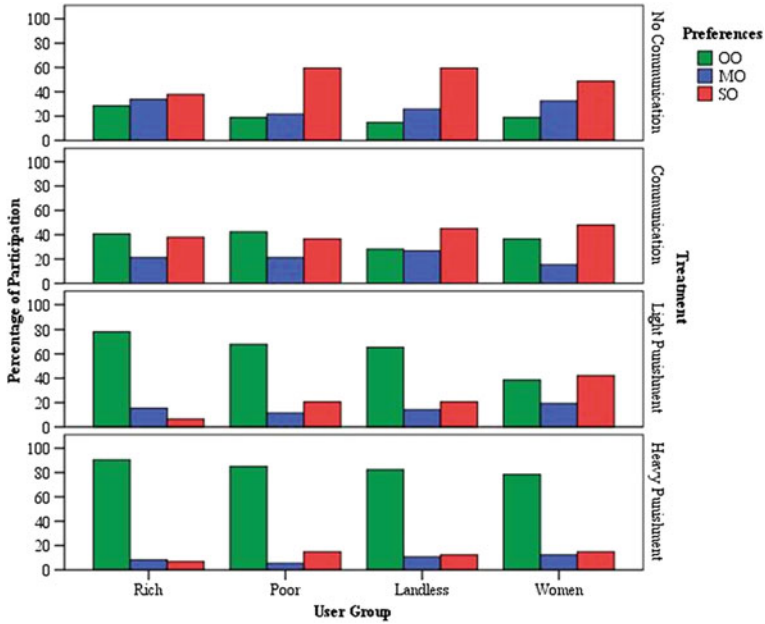 Percentage of Participation
100
80
60
40
20
0
No Communication
100
80
60
40
20
0
Communication
100
80
60
40
20
0
Light Punishment
100
80
60
40
20
0
Heavy Punishment
Rich Poor Landless Women
User Group
Treatment
Preferences
OO
MO
SO